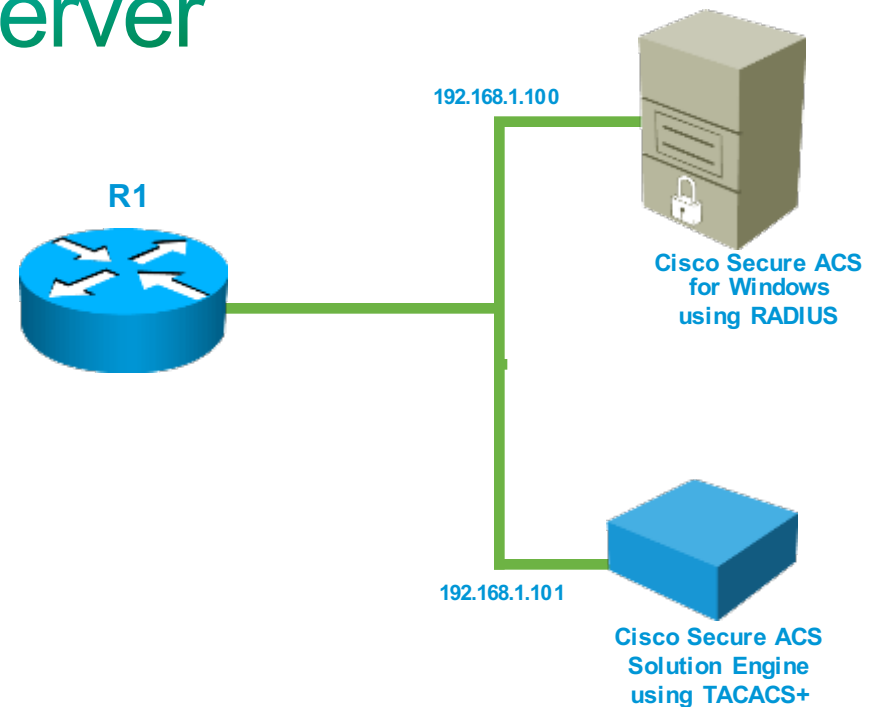 erver
192.168.1.100
R1
Cisco Secure ACS
for Windows
using RADIUS
192.168.1.101
Cisco Secure ACS
Solution Engine
using TACACS+